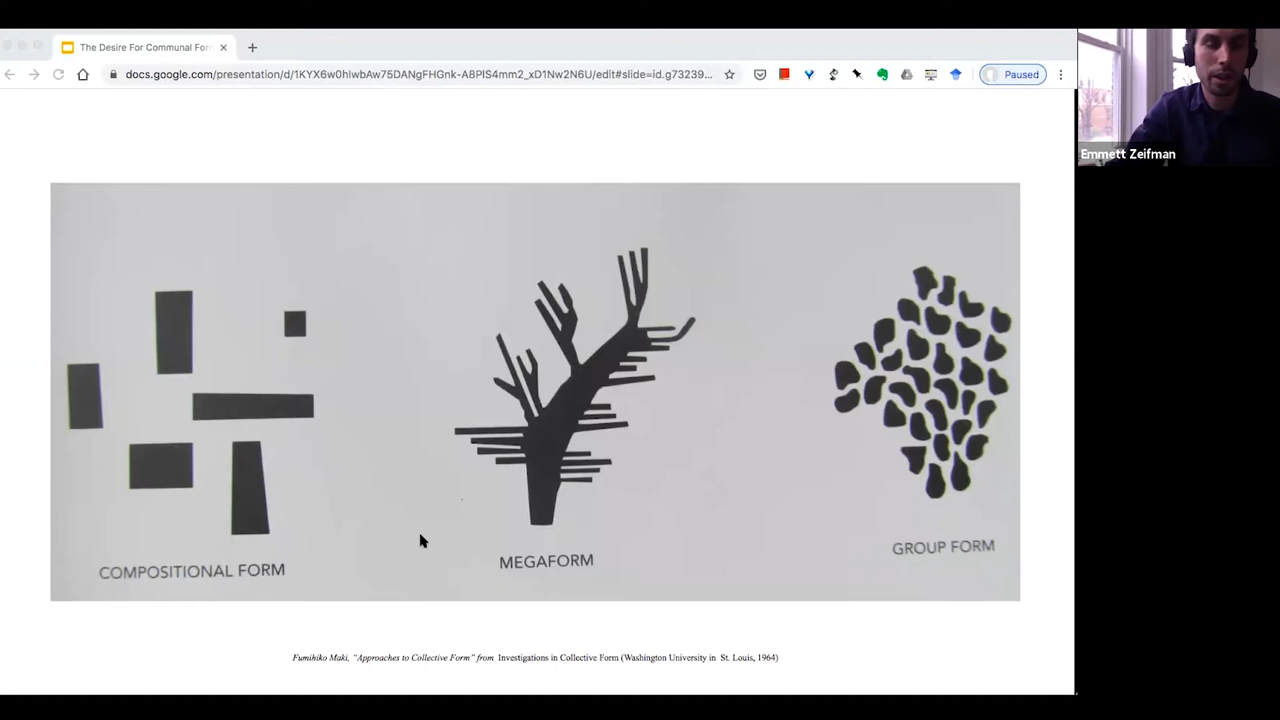 The Desire For Communal For
docs.google.com/presentation/d/1KYX6w0hlwbAw75DANgFHGnk-A8PlS4mm2_xD1Nw2N6U/edit#slide=id.g73239...
Paused
Emmett Zeifman
COMPOSITIONAL FORM
MEGAFORM
GROUP FORM
Fumihiko Maki, "Approaches to Collective Form" from Investigations in Collective Form (Washington University in St. Louis, 1964)